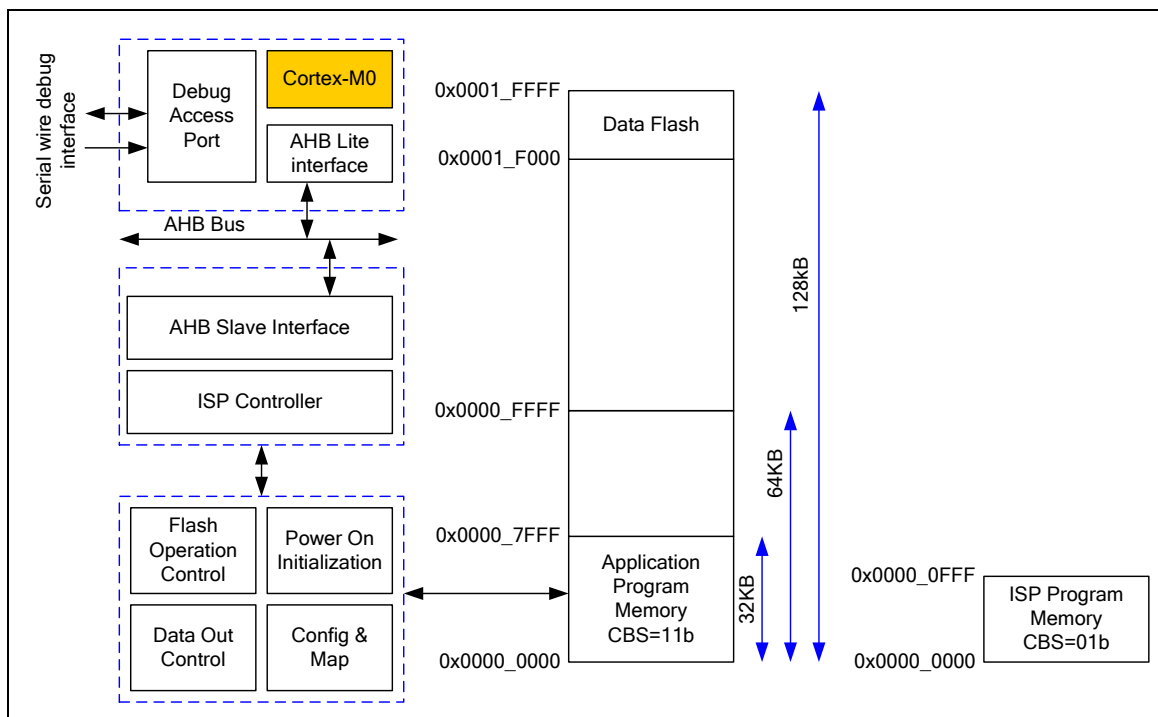 Serial wire debug
interface
Debug
Access
Port
Cortex-M0
AHB Lite
interface
AHB Bus
AHB Slave Interface
ISP Controller
Flash
Operation
Control
Power On
Initialization
Data Out
Control
Config &
Map
0x0001_FFFF
Data Flash
0x0001_F000
0x0000_FFFF
0x0000_7FFF
Application
Program
Memory
CBS=11b
0x0000_0000
32KB
64KB
128kB
0x0000_0FFF
ISP Program
Memory
CBS=01b
0x0000_0000